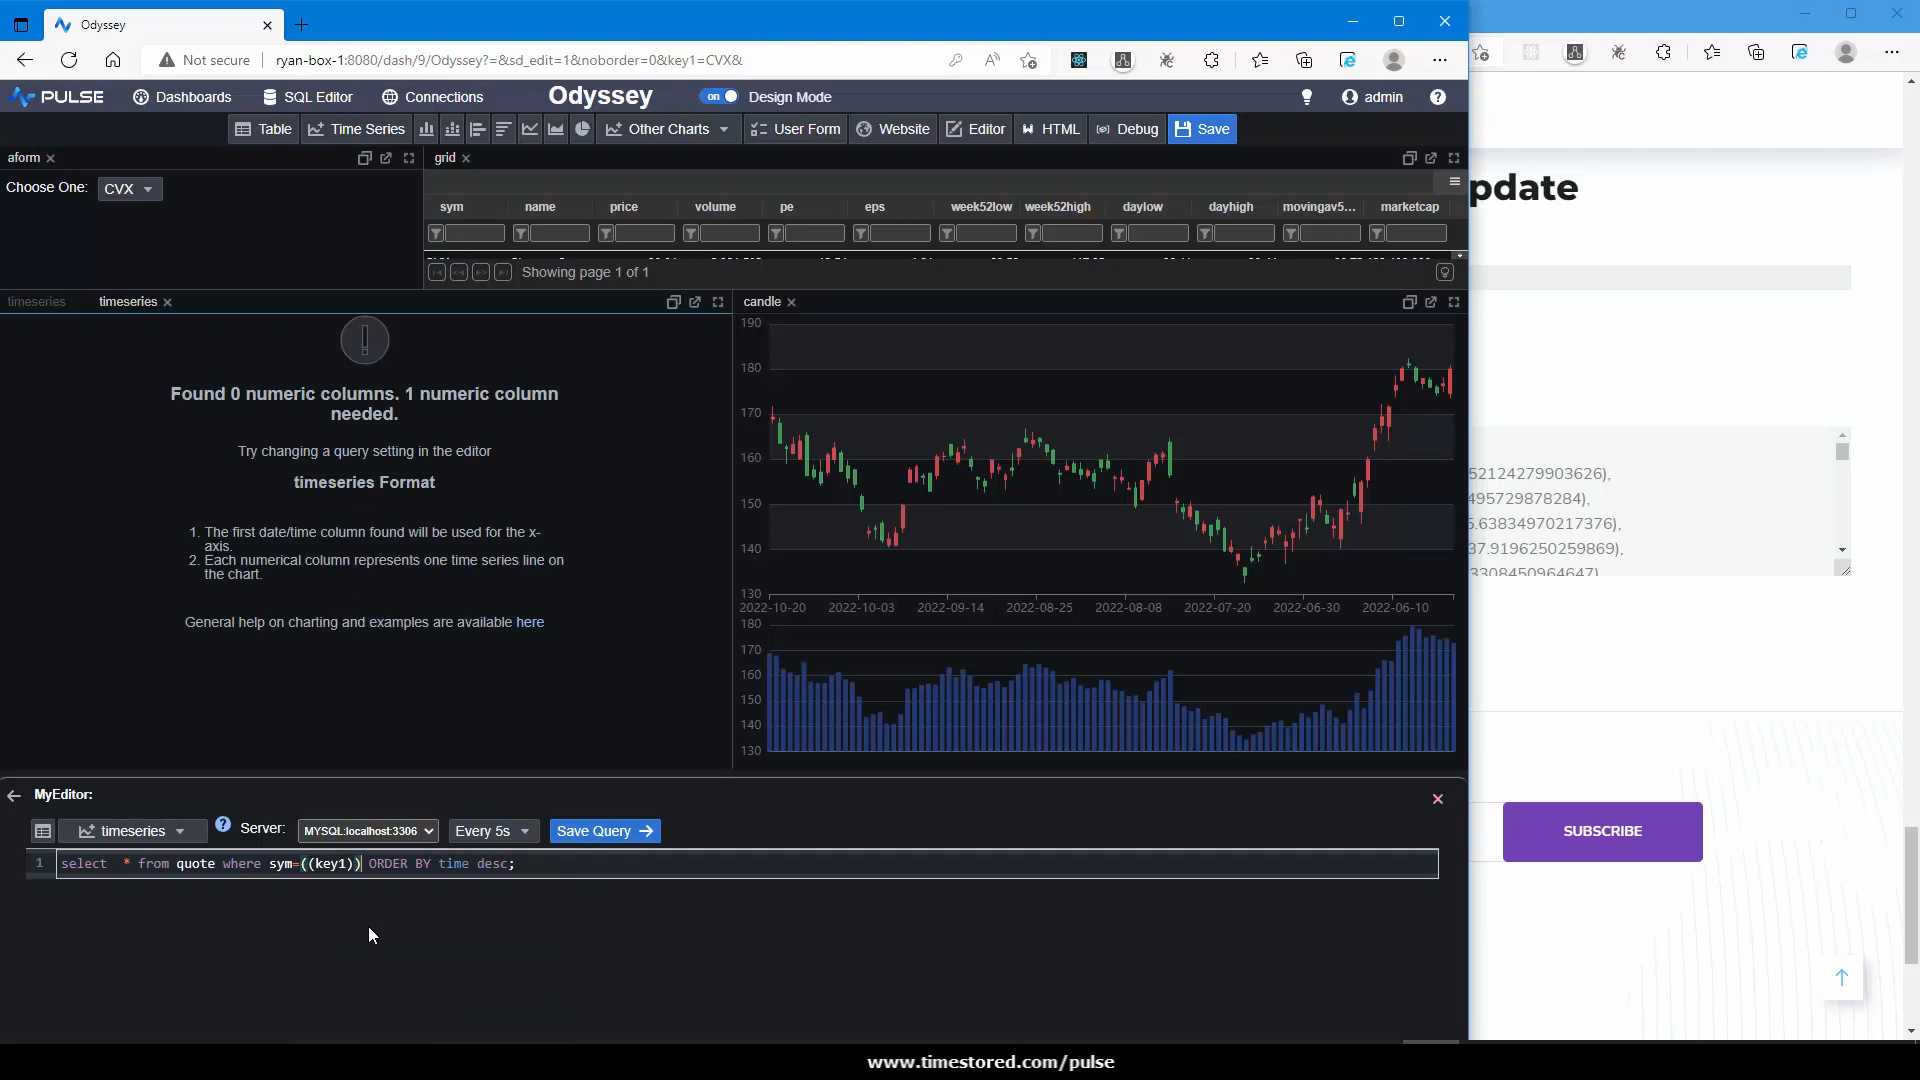 Odyssey
Not secure
ryan-box-1:8080/dash/9/Odyssey?=&sd_edit=1&noborder=0&key1=CVX&
PULSE
Dashboards
SQL Editor
Connections
Odyssey
on
Design Mode
admin
Table
Time Series
Other Charts
User Form
Website
Editor
HTML
Debug
Save
aform
grid
Choose One:
CVX
sym name price volume pe eps week52low week52high daylow dayhigh movingav5... marketcap
Showing page 1 of 1
timeseries
timeseries
candle
Found 0 numeric columns. 1 numeric column
needed.
Try changing a query setting in the editor
timeseries Format
1. The first date/time column found will be used for the x-
axis.
2. Each numerical column represents one time series line on
the chart.
General help on charting and examples are available here
190
180
170
160
150
140
130
2022-10-20 2022-10-03 2022-09-14 2022-08-25 2022-08-08 2022-07-20 2022-06-30 2022-06-10
180
170
160
150
140
130
MyEditor:
timeseries
Server:
MYSQL:localhost:3306
Every 5s
Save Query
1
select * from quote where sym=((key1)) ORDER BY time desc;
pdate
52124279903626),
495729878284),
5.63834970217376),
37.9196250259869),
3308450964647)
SUBSCRIBE
www.timestored.com/pulse